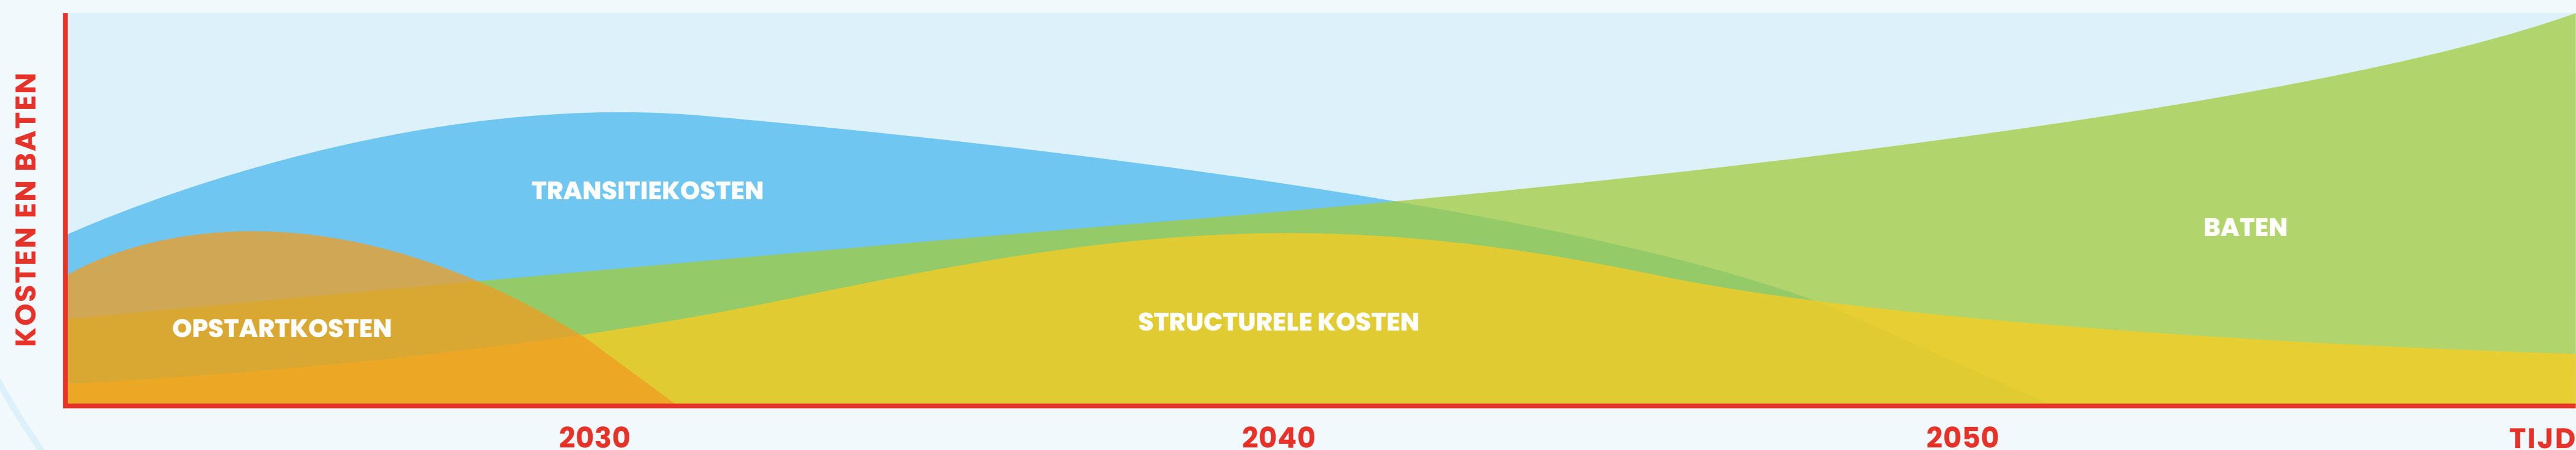 KOSTEN EN BATEN
TRANSITIEKOSTEN
BATEN
OPSTARTKOSTEN
STRUCTURELE KOSTEN
2030
2040
2050
TIJD